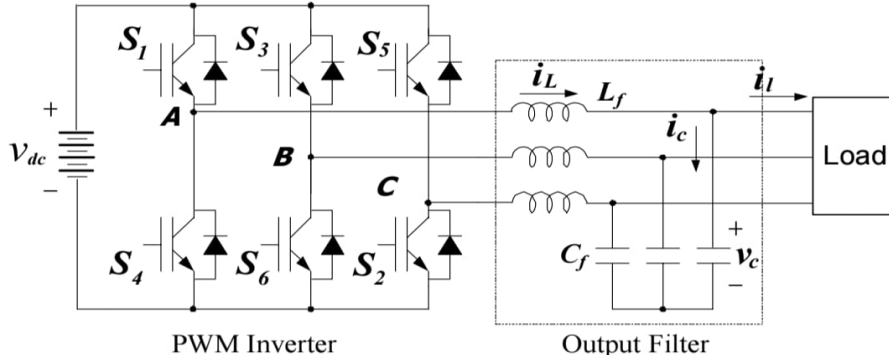 S1 S3 S5
iL Lf il
+
A
ic
vdc
B
Load
C
−
+
S4 S6 S2 Cf vc
−
PWM Inverter Output Filter